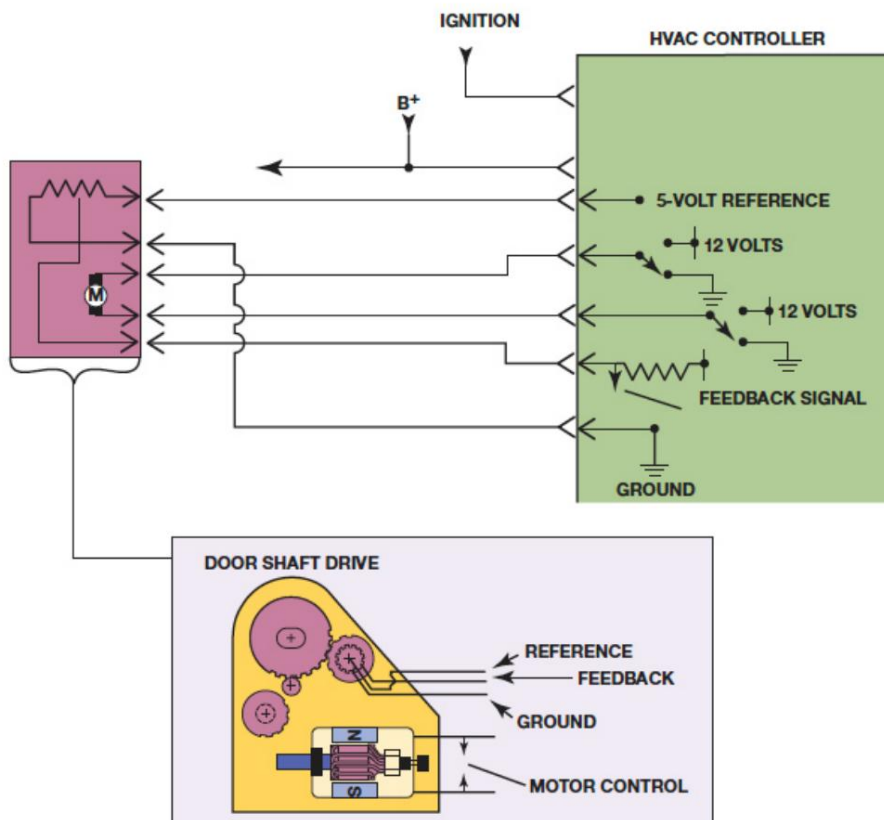 IGNITION
HVAC CONTROLLER
B+
5-VOLT REFERENCE
12 VOLTS
M
12 VOLTS
FEEDBACK SIGNAL
GROUND
DOOR SHAFT DRIVE
REFERENCE
FEEDBACK
GROUND
N
MOTOR CONTROL
S